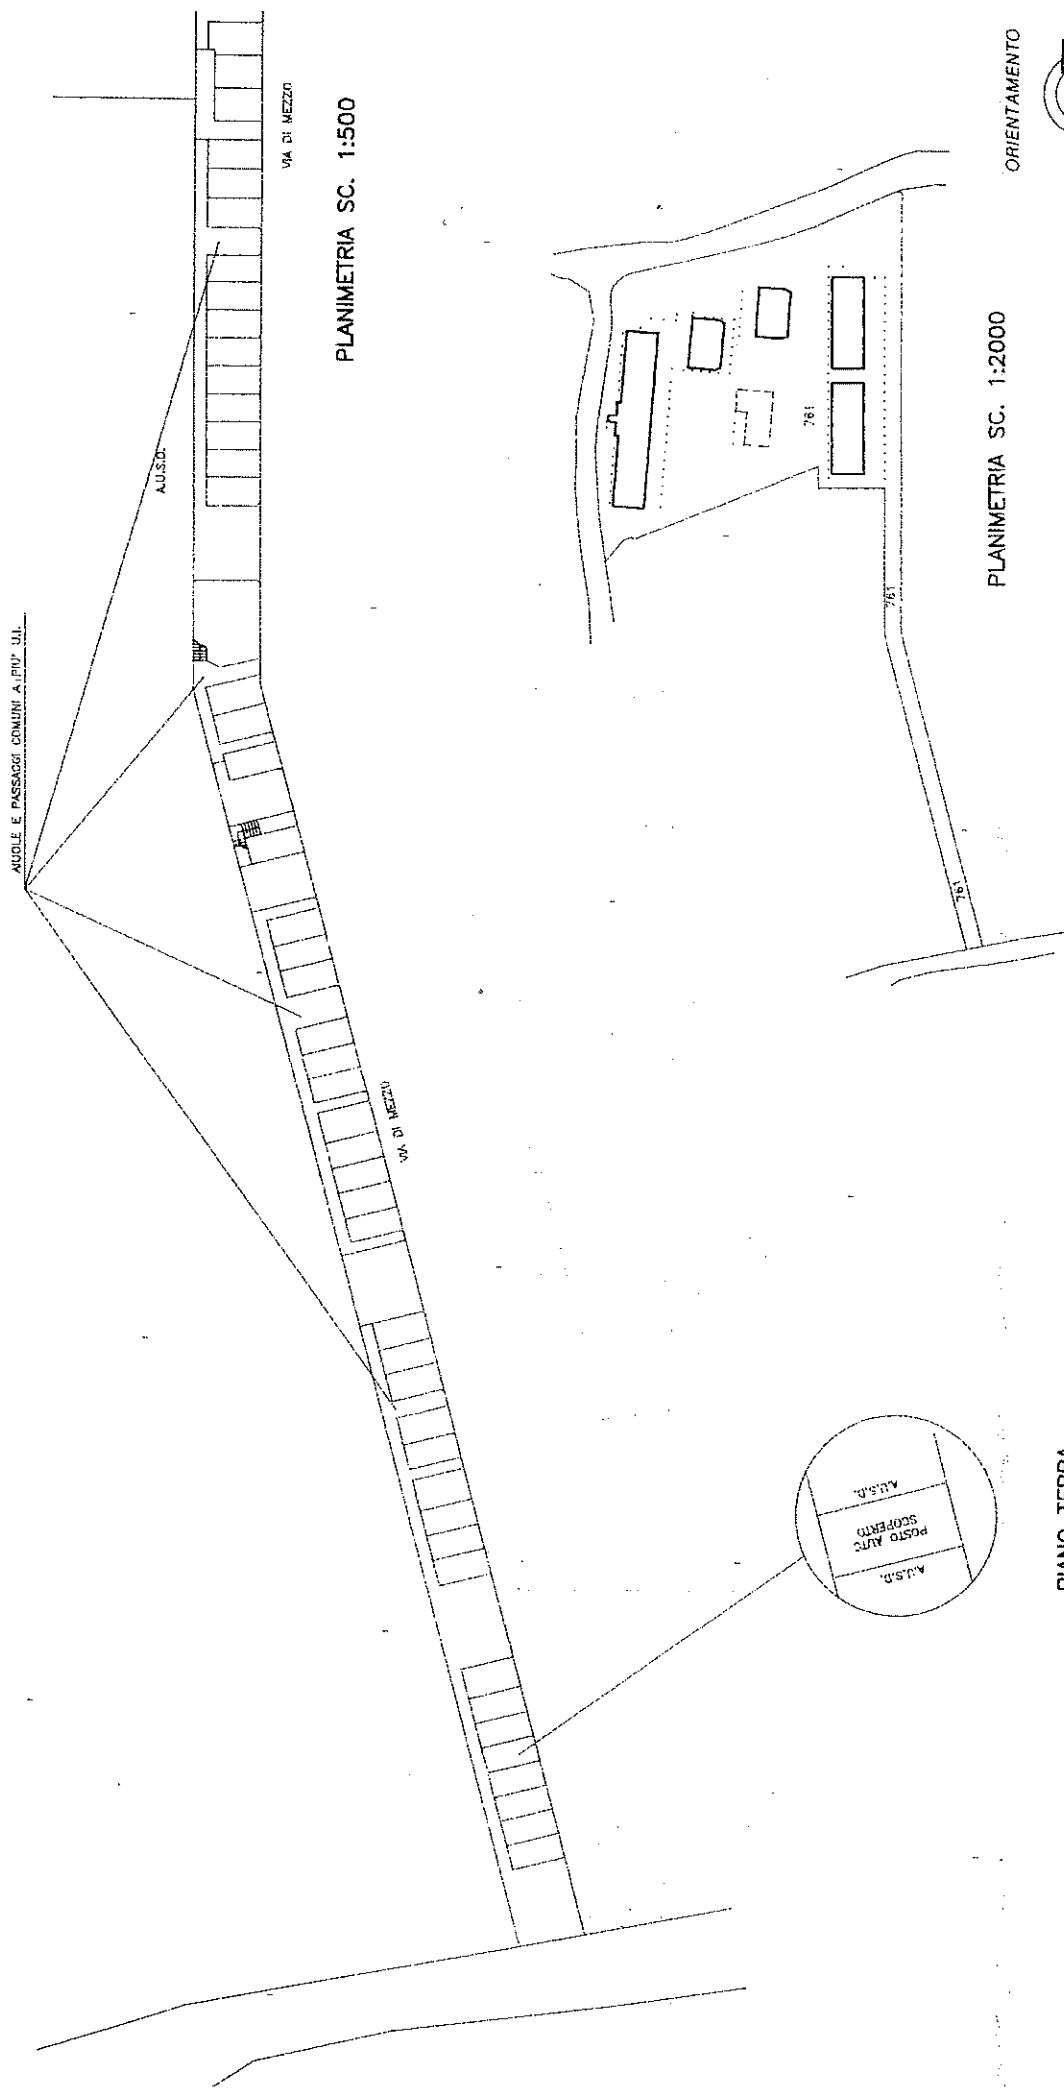 AIUOLE E PASSAGGI COMUNI A PIU' U.I.
A.U.S.D.
VIA DI MEZZO
PLANIMETRIA SC. 1:500
VIA DI MEZZO
A.U.S.D.
POSTO AUTO
SCOPERTO
A.U.S.D.
ORIENTAMENTO
761
761
761
PLANIMETRIA SC. 1:2000
PIANO TERRA